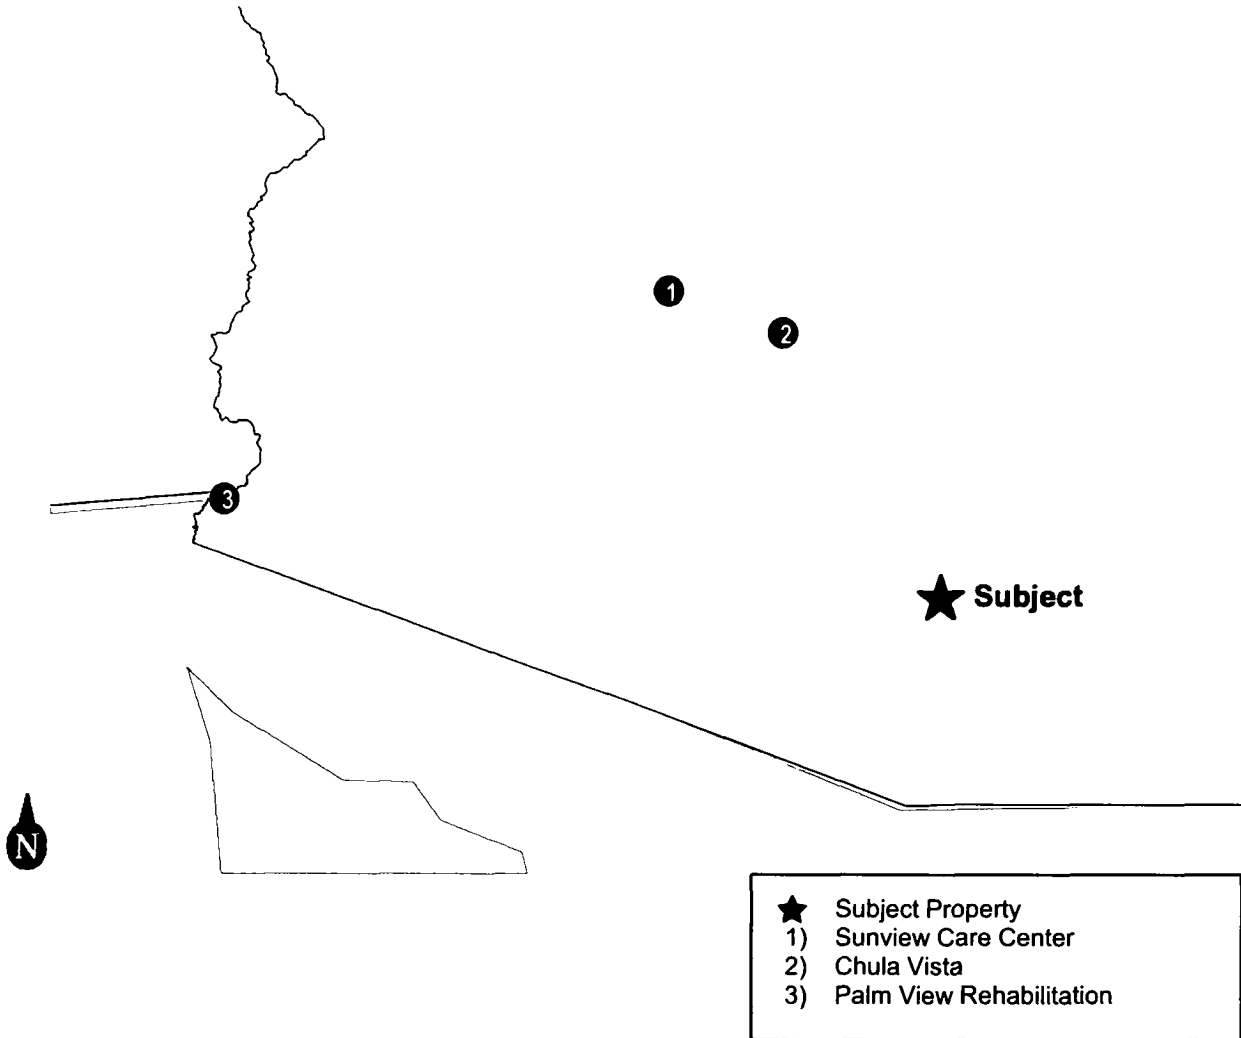 1
2
3
Subject
N
Subject Property
1) Sunview Care Center
2) Chula Vista
3) Palm View Rehabilitation